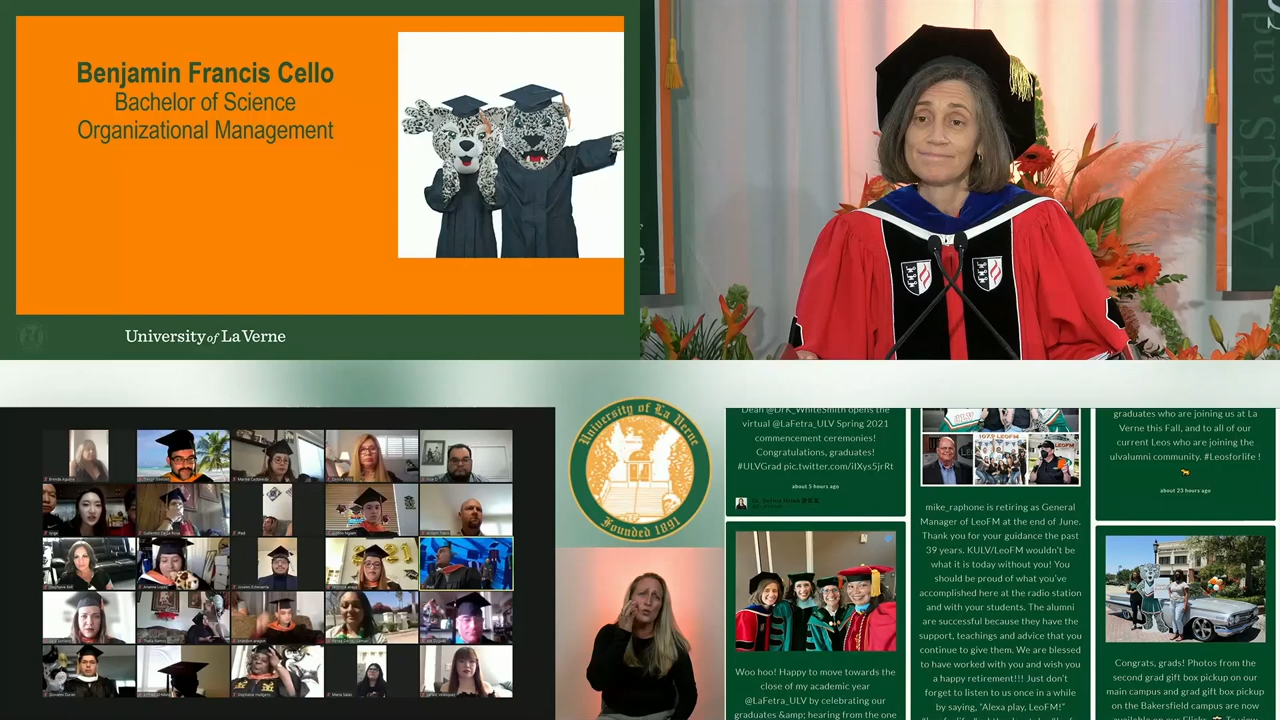 Benjamin Francis Cello
Bachelor of Science
Organizational Management
University of La Verne
Arts, and
University of La Verne
Founded 1891
Dean @DrK_WhiteSmith opens the
virtual @LaFetra_ULV Spring 2021
commencement ceremonies!
Congratulations, graduates!
#ULVGrad pic.twitter.com/iIXys5jrRt
about 5 hours ago
Woo hoo! Happy to move towards the
close of my academic year
@LaFetra_ULV by celebrating our
graduates &amp; hearing from the one
107.9 LEOFM
mike_raphone is retiring as General
Manager of LeoFM at the end of June.
Thank you for your guidance the past
39 years. KULV/LeoFM wouldn't be
what it is today without you! You
should be proud of what you've
accomplished here at the radio station
and with your students. The alumni
are successful because they have the
support, teachings and advice that you
continue to give them. We are blessed
to have worked with you and wish you
a happy retirement!!! Just don't
forget to listen to us once in a while
by saying, "Alexa play, LeoFM!"
graduates who are joining us at La
Verne this Fall, and to all of our
current Leos who are joining the
ulvalumni community. #Leosforlife !
about 23 hours ago
Congrats, grads! Photos from the
second grad gift box pickup on our
main campus and grad gift box pickup
on the Bakersfield campus are now